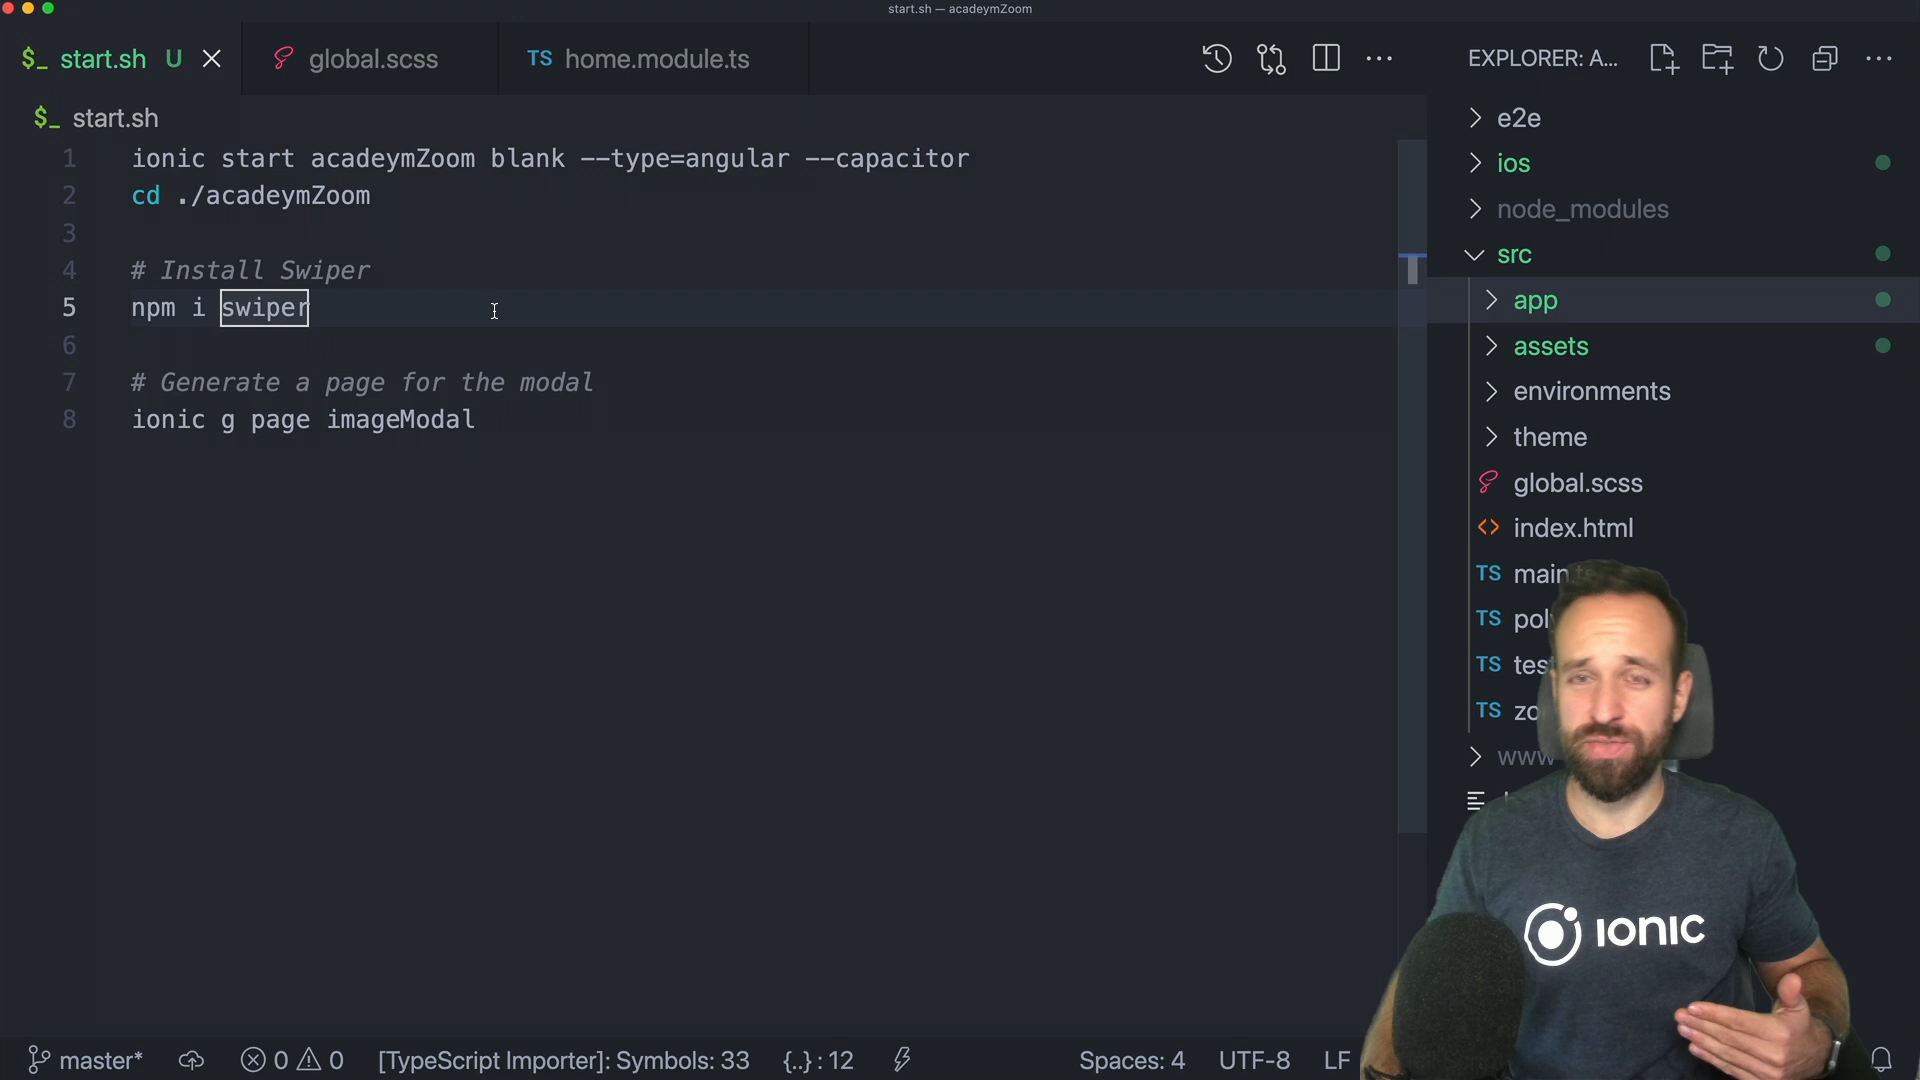 start.sh — acadeymZoom
$_ start.sh U
global.scss
TS home.module.ts
EXPLORER: A...
$_ start.sh
1 ionic start acadeymZoom blank --type=angular --capacitor
2 cd ./acadeymZoom
3
4 # Install Swiper
5 npm i swiper
6
7 # Generate a page for the modal
8 ionic g page imageModal
e2e
ios
node_modules
src
app
assets
environments
theme
global.scss
<> index.html
TS main
TS
TS
TS
www
IONIC
master*
0 0
[TypeScript Importer]: Symbols: 33
{..} : 12
Spaces: 4
UTF-8
LF